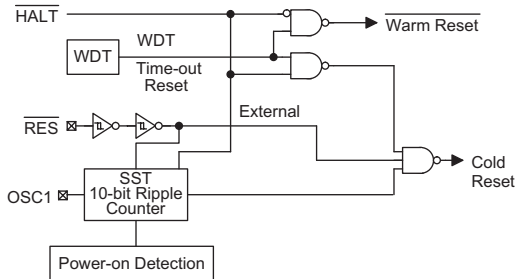 HALT
WDT
WDT
Time-out
Reset
Warm Reset
RES
External
Cold
Reset
OSC1
SST
10-bit Ripple
Counter
Power-on Detection